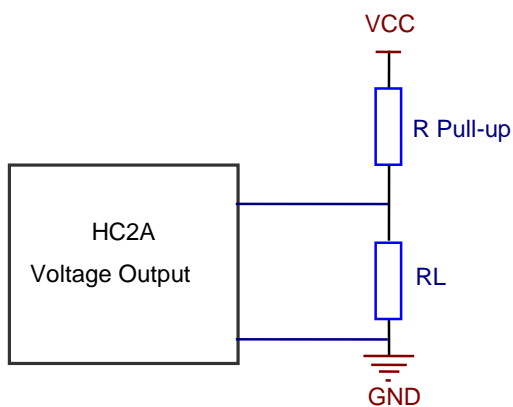 VCC
R Pull-up
HC2A
Voltage Output
RL
GND